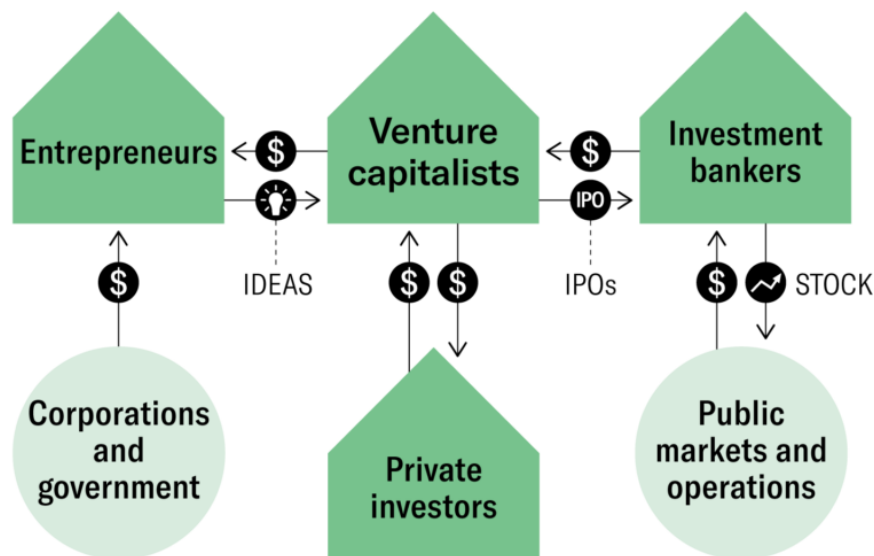 Entrepreneurs
$
Venture
capitalists
$
Investment
bankers
IPO
$
IDEAS
$
$
IPOs
$
STOCK
Corporations
and
government
Private
investors
Public
markets and
operations